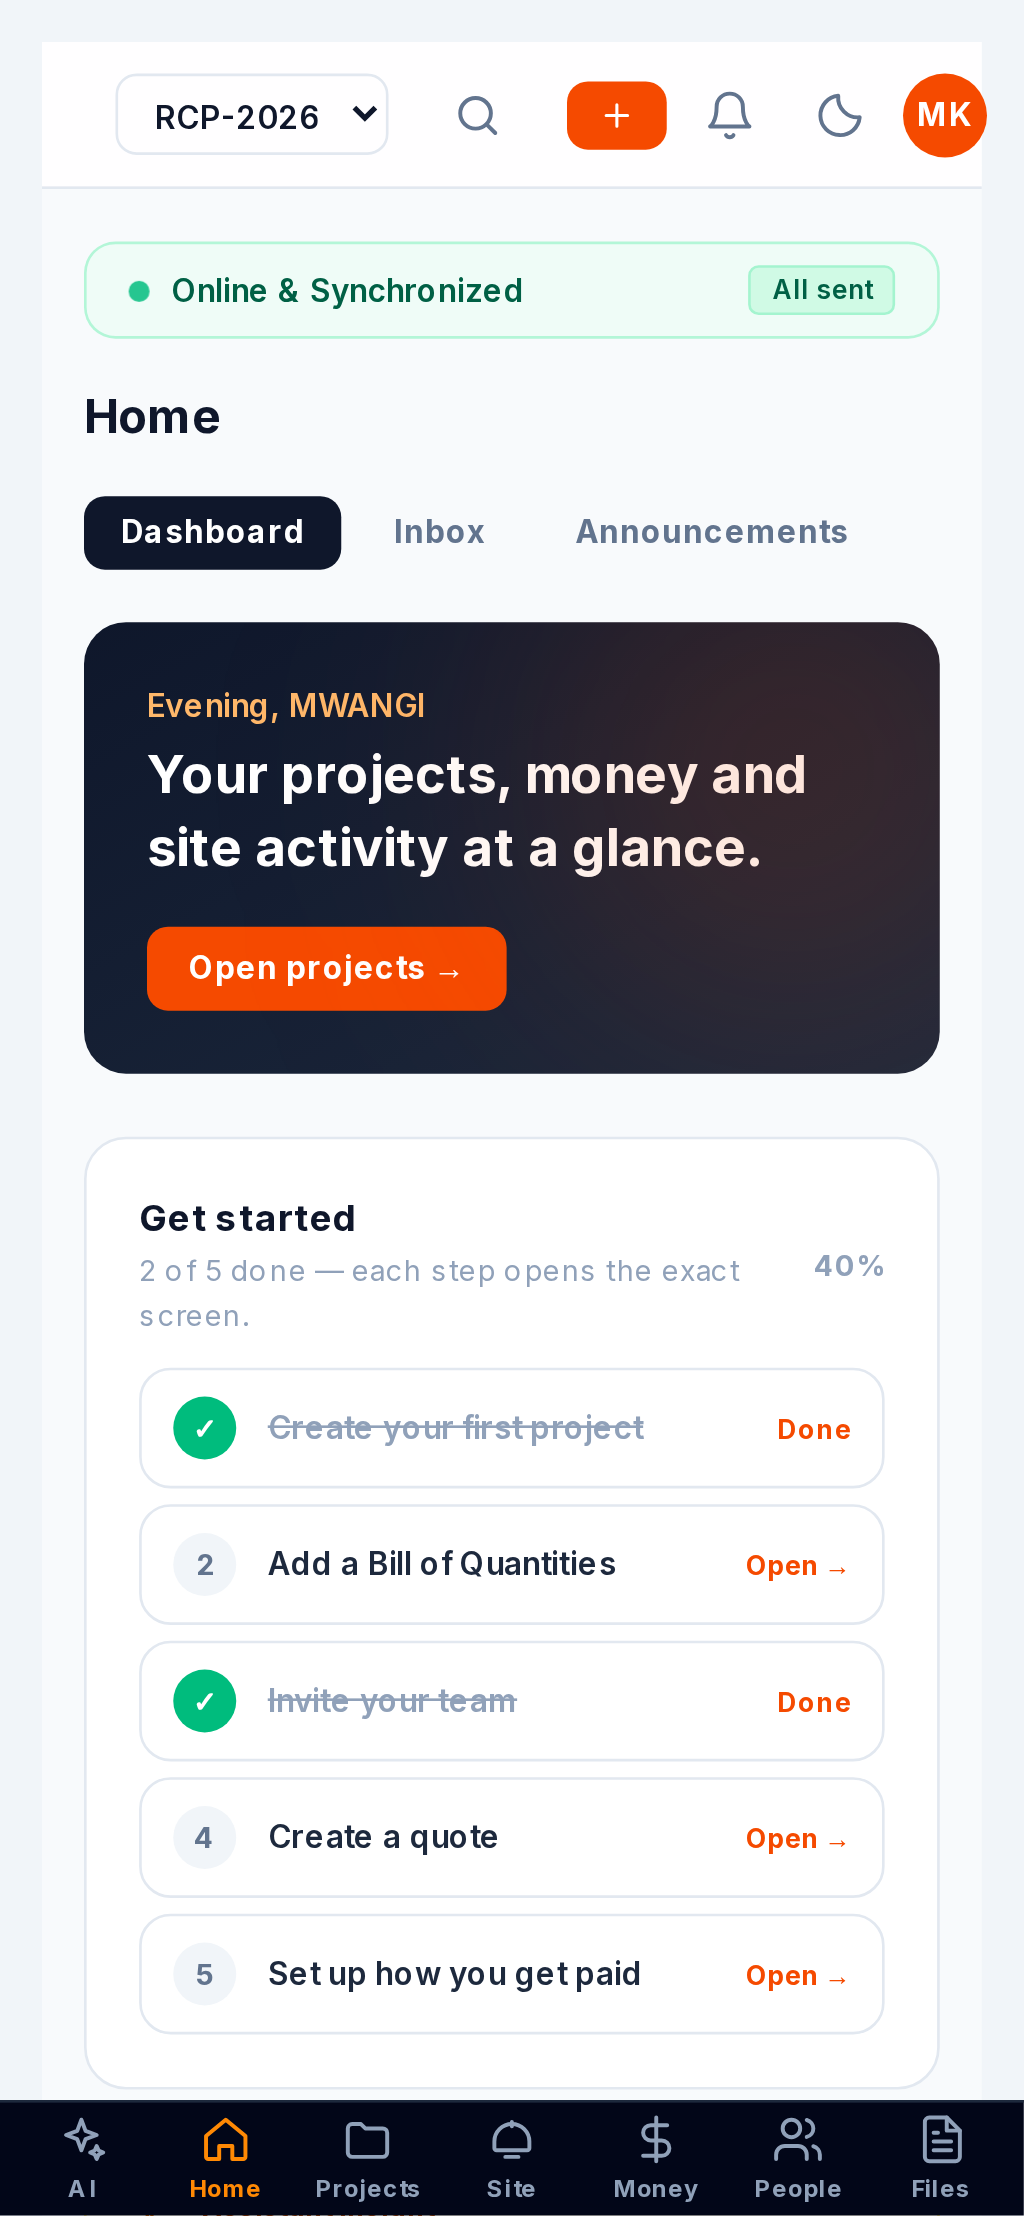 RCP-2026
+
MK
Online & Synchronized
All sent
Home
Dashboard
Inbox
Announcements
Evening, MWANGI
Your projects, money and
site activity at a glance.
Open projects →
Get started
2 of 5 done — each step opens the exact
screen.
40%
✓ Create your first project Done
2 Add a Bill of Quantities Open →
✓ Invite your team Done
4 Create a quote Open →
5 Set up how you get paid Open →
AI
Home
Projects
Site
Money
People
Files